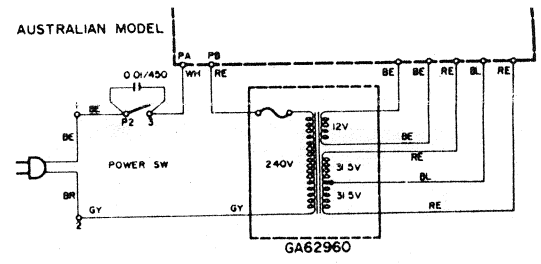 AUSTRALIAN MODEL
PA PB
0 01/450
WH RE BE BE RE BL RE
BE
P2 3
12V
BE
BE
POWER SW
240V
31.5V
RE
BL
31.5V
BR
GY GY
RE
2
GA62960